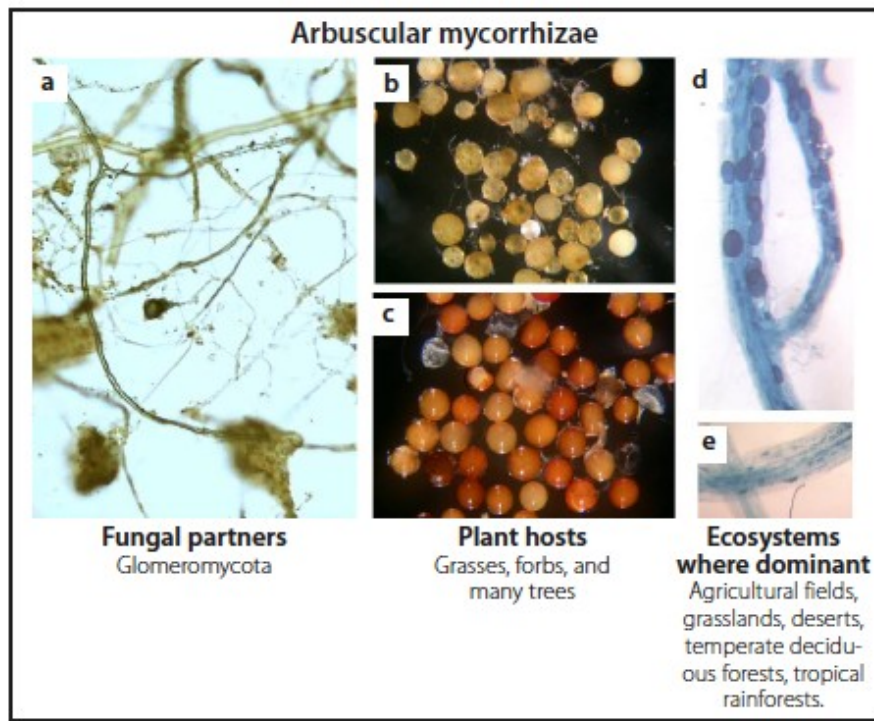 Arbuscular mycorrhizae
a
b
c
d
e
Fungal partners
Glomeromycota
Plant hosts
Grasses, forbs, and
many trees
Ecosystems
where dominant
Agricultural fields,
grasslands, deserts,
temperate decidu-
ous forests, tropical
rainforests.